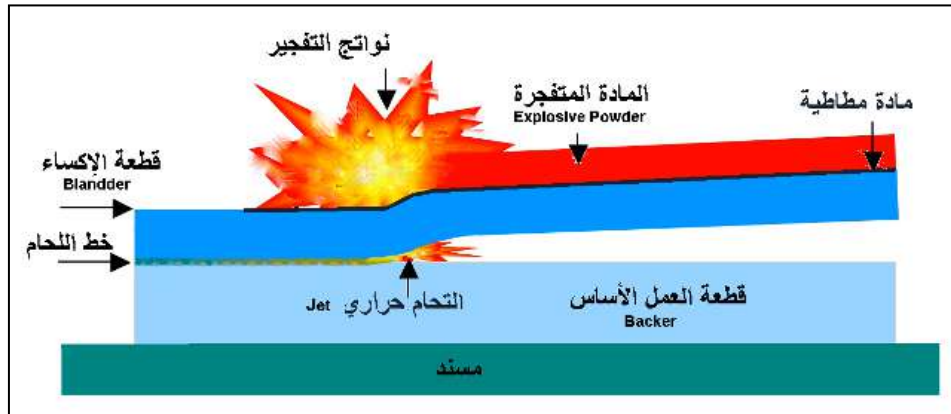 نواتج التفجير
المادة المتفجرة
Explosive Powder
مادة مطاطية
قطعة الإكساء
Blandder
خط اللحام
التحام حراري Jet
قطعة العمل الأساس
Backer
مسند